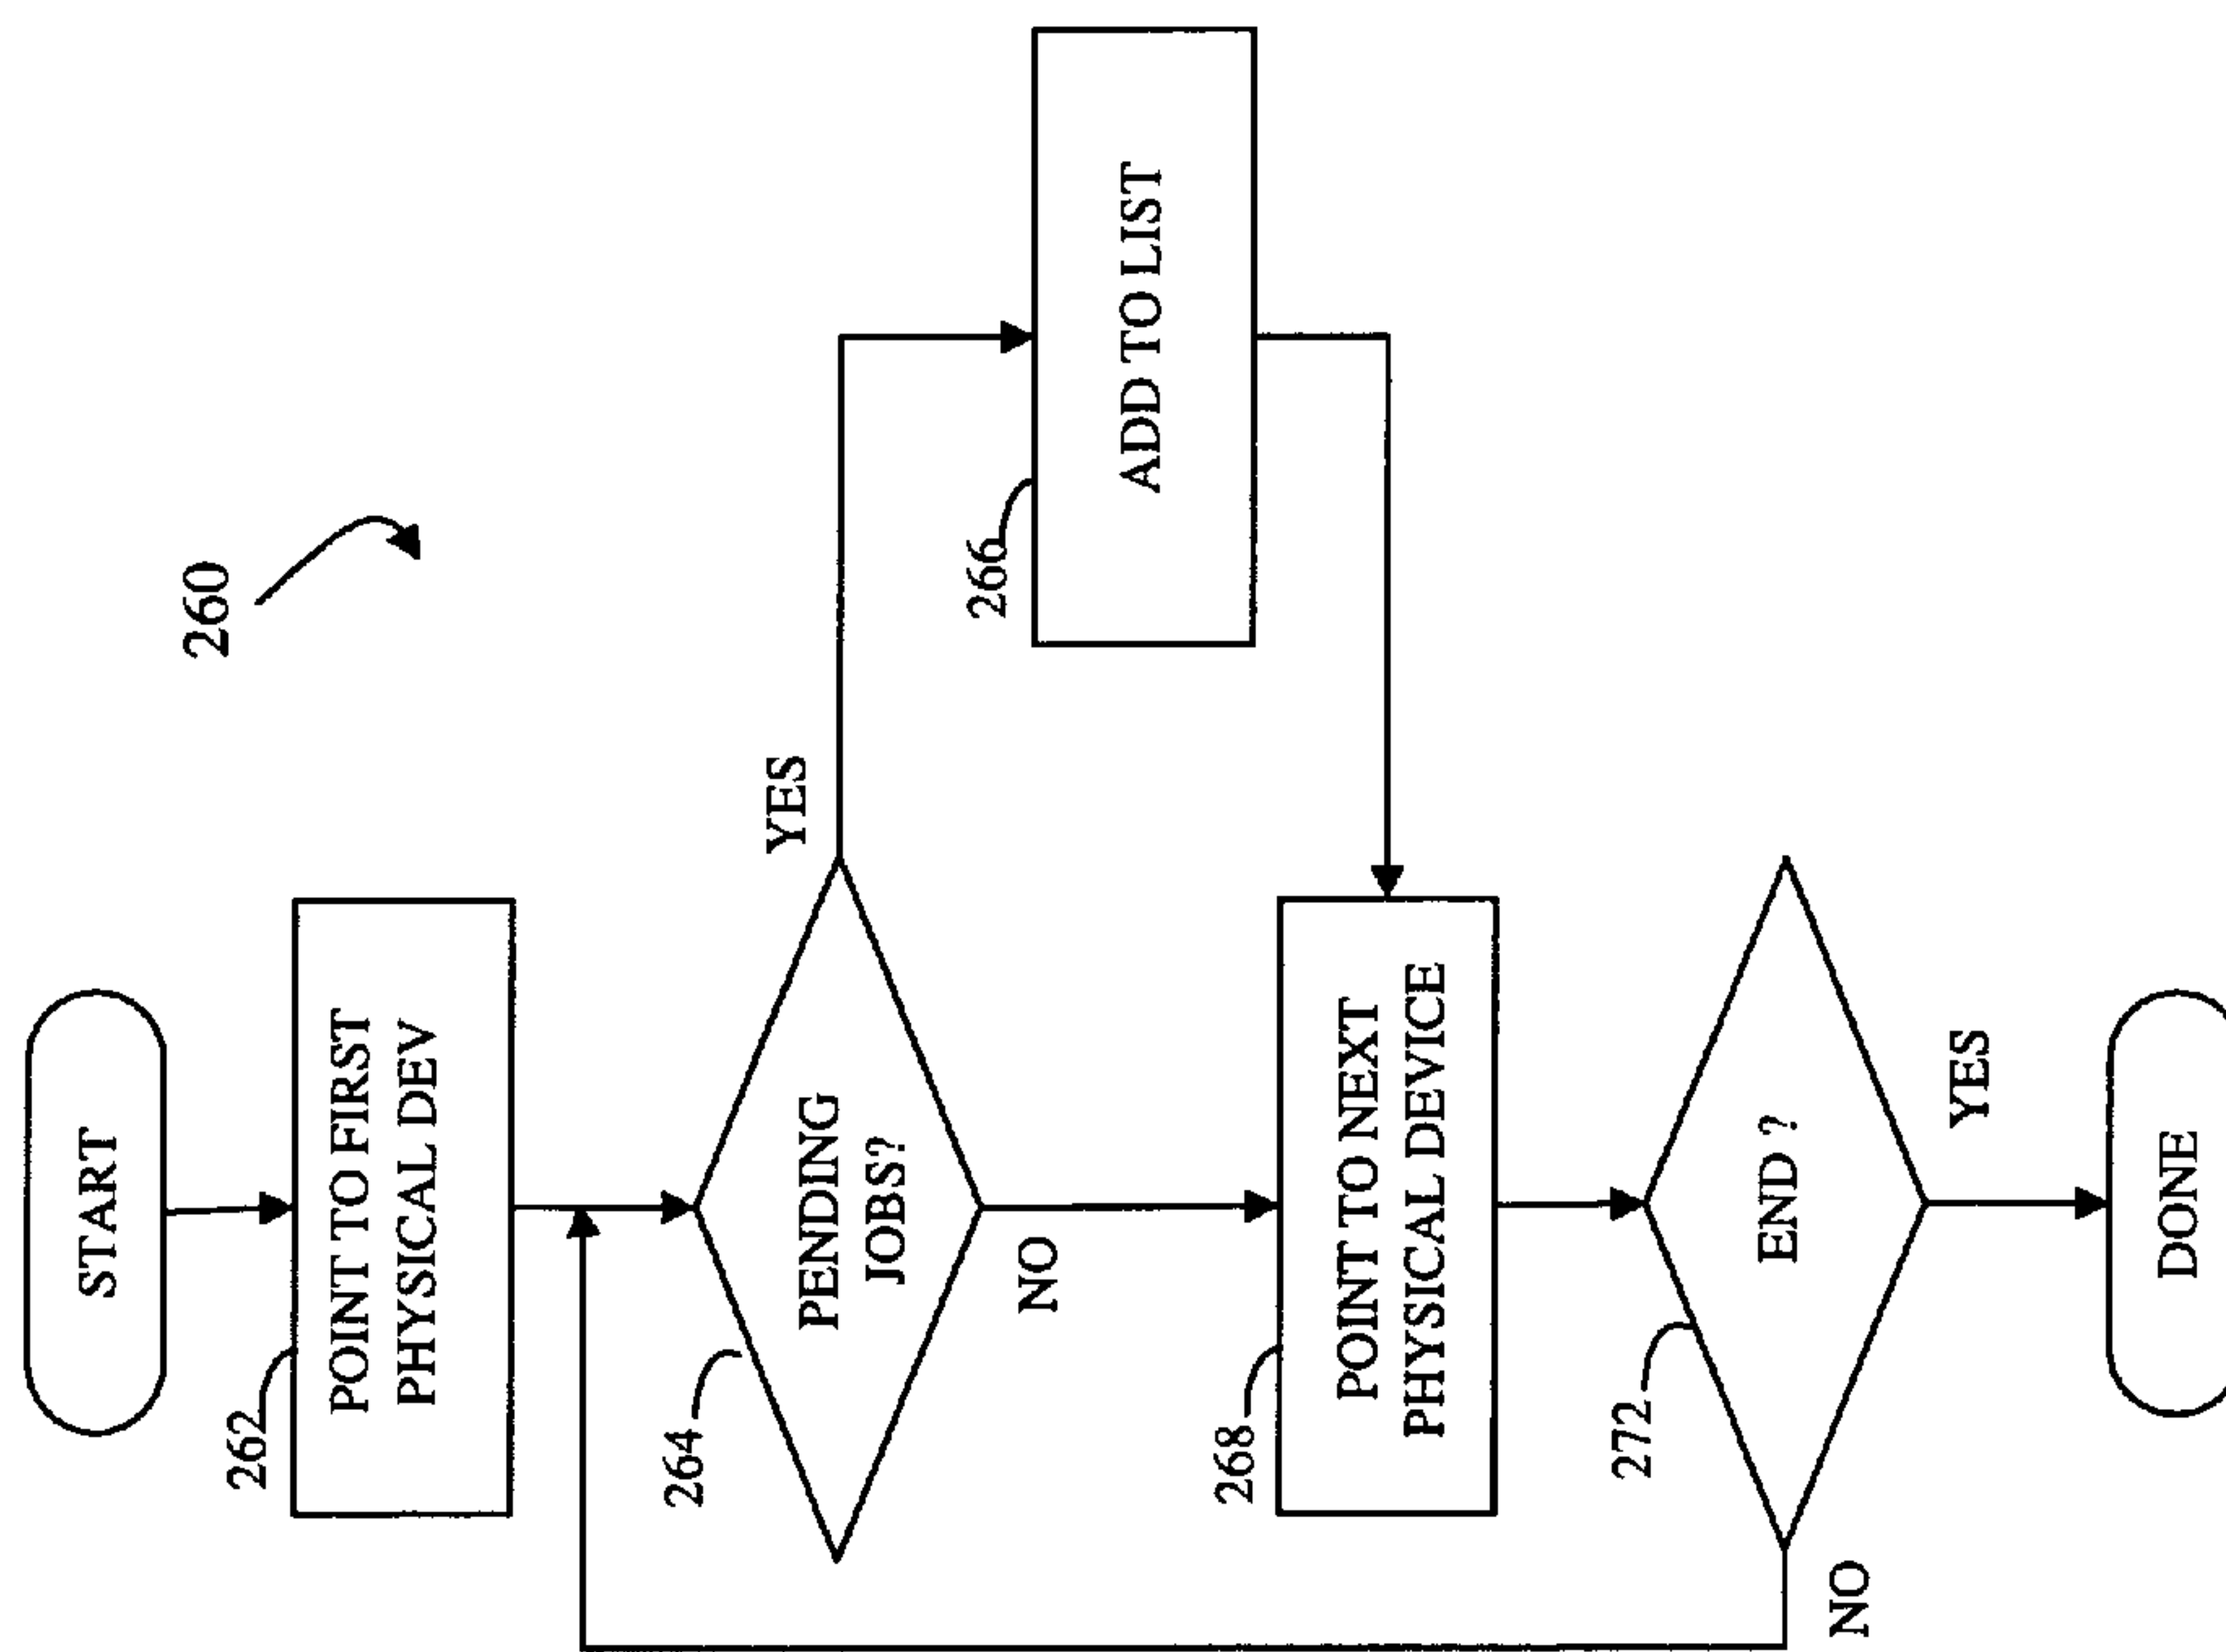 260
START
262
POINT TO FIRST
PHYSICAL DEV
264
PENDING
JOBS?
YES
NO
266
ADD TO LIST
268
POINT TO NEXT
PHYSICAL DEVICE
272
END ?
NO
YES
DONE